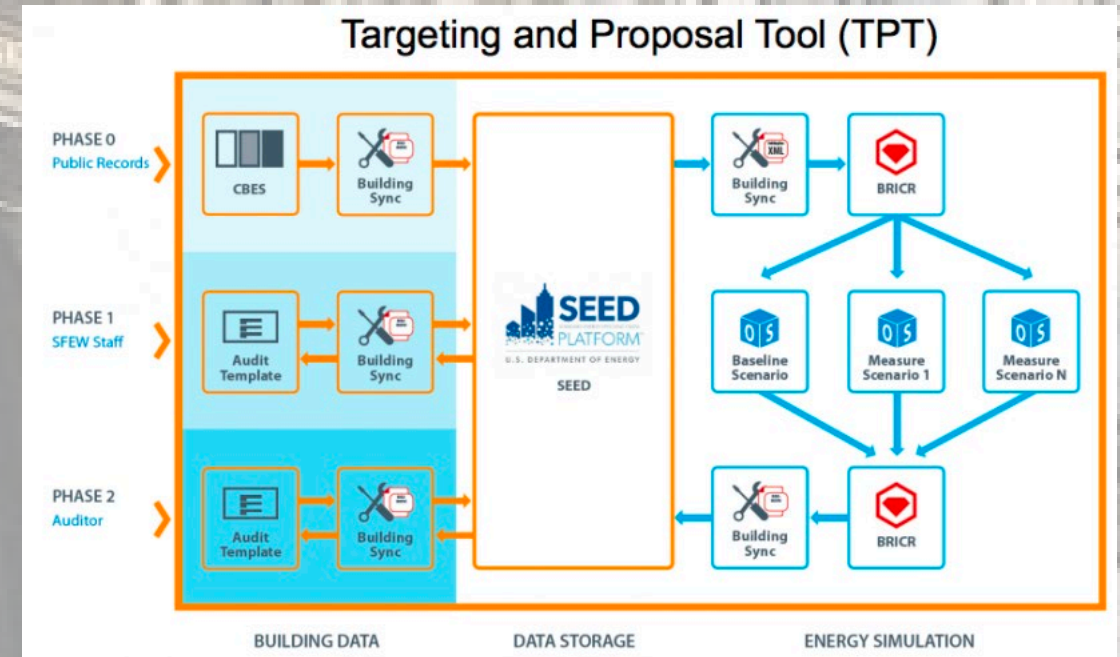 Targeting and Proposal Tool (TPT)
PHASE 0
Public Records
CBES
Building
Sync
XML
Building
Sync
BRICR
PHASE 1
SFEW Staff
Audit
Template
Building
Sync
SEED
PLATFORM
U.S. DEPARTMENT OF ENERGY
SEED
OS
Baseline
Scenario
OS
Measure
Scenario 1
OS
Measure
Scenario N
PHASE 2
Auditor
Audit
Template
Building
Sync
Building
Sync
BRICR
BUILDING DATA
DATA STORAGE
ENERGY SIMULATION